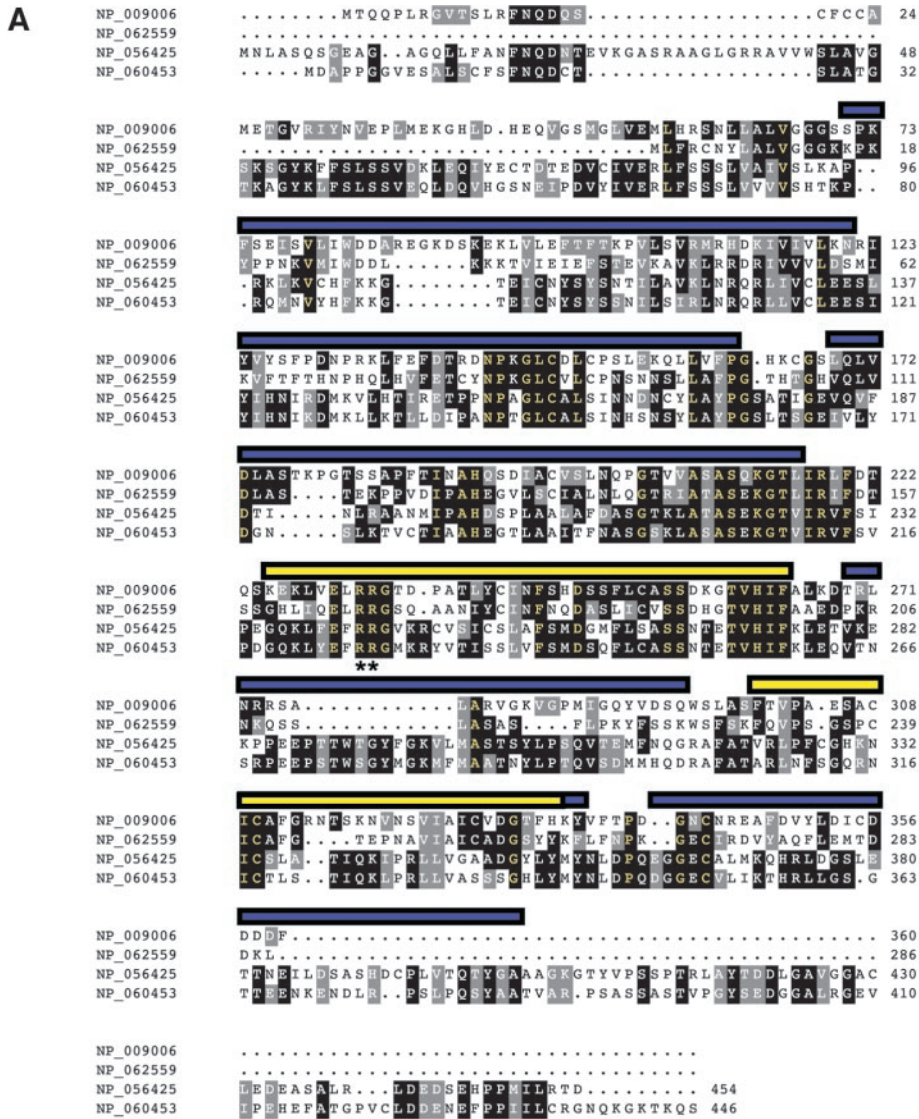 A
NP_009006 ........MTQQPLRGVTSLRFNQDQS..................CFCCA 24
NP_062559 ..................................................
NP_056425 MNLASQSGEAG..AGQLLFANFNQDNTEVKGASRAAGLGRRAVVWSLAVG 48
NP_060453 .....MDAPPGGVESALSCFSFNQDCT..................SLATG 32
NP_009006 METGVRIYNVEPLMEKGHLD.HEQVGSMGLVEMLHRSNLLALVGGGSSPK 73
NP_062559 ................................MLFRCNYLALVGGGKKPK 18
NP_056425 SKSGYKFFSLSSVDKLEQIYECTDTEDVCIVERLFSSSLVAIVSLKAP.. 96
NP_060453 TKAGYKLFSLSSVEQLDQVHGSNEIPDVYIVERLFSSSLVVVVSHTKP.. 80
NP_009006 FSEISVLIWDDAREGKDSKEKLVLEFTFTKPVLSVRMRHDKIVIVLKNRI 123
NP_062559 YPPNKVMIWDDL......KKKTVIEIEFSTEVKAVKLRRDRIVVVLDSMI 62
NP_056425 .RKLKVCHFKKG........TEICNYSYSNTILAVKLNRQRLIVCLEESL 137
NP_060453 .RQMNVYHFKKG........TEICNYSYSSNILSIRLNRQRLLVCLEESI 121
NP_009006 YVYSFPDNPRKLFEFDTRDNPKGLCDLCPSLEKQLLVFPG.HKCGSLQLV 172
NP_062559 KVFTFTHNPHQLHVFETCYNPKGLCVLCPNSNNSLLAFPG.THTGHVQLV 111
NP_056425 YIHNIRDMKVLHTIRETPPNPAGLCALSINNDNCYLAYPGSATIGEVQVF 187
NP_060453 YIHNIKDMKLLKTLLDIPANPTGLCALSINHSNSYLAYPGSLTSGEIVLY 171
NP_009006 DLASTKPGTSSAPFTINAHQSDIACVSLNQPGTVVASASQKGTLIRLFDT 222
NP_062559 DLAS....TEKPPVDIPAHEGVLSCIALNLQGTRIATASEKGTLIRIFDT 157
NP_056425 DTI.....NLRAANMIPAHDSPLAALAFDASGTKLATASEKGTVIRVFSI 232
NP_060453 DGN.....SLKTVCTIAAHEGTLAAITFNASGSKLASASEKGTVIRVFSV 216
NP_009006 QSKEKLVELRRGTD.PATLYCINFSHDSSFLCASSDKGTVHIFALKDTRL 271
NP_062559 SSGHLIQELRRGSQ.AANIYCINFNQDASLICVSSDHGTVHIFAAEDPKR 206
NP_056425 PEGQKLFEFRRGVKRCVSICSLAFSMDGMFLSASSNTETVHIFKLETVKE 282
NP_060453 PDGQKLYEFRRGMKRYVTISSLVFSMDSQFLCASSNTETVHIFKLEQVTN 266
**
NP_009006 NRRSA............LARVGKVGPMIGQYVDSQWSLASFTVPA.ESAC 308
NP_062559 NKQSS............LASAS....FLPKYFSSKWSFSKFQVPS.GSPC 239
NP_056425 KPPEEPTTWTGYFGKVLMASTSYLPSQVTEMFNQGRAFATVRLPFCGHKN 332
NP_060453 SRPEEPSTWSGYMGKMFMAATNYLPTQVSDMMHQDRAFATARLNFSGQRN 316
NP_009006 ICAFGRNTSKNVNSVIAICVDGTFHKYVFTPD..GNCNREAFDVYLDICD 356
NP_062559 ICAFG....TEPNAVIAICADGSYYKFLFNPK..GECIRDVYAQFLEMTD 283
NP_056425 ICSLA..TIQKIPRLLVGAADGYLYMYNLDPQEGGECALMKQHRLDGSLE 380
NP_060453 ICTLS..TIQKLPRLLVASSSGHLYMYNLDPQDGGECVLIKTHRLLGS.G 363
NP_009006 DDDF.............................................. 360
NP_062559 DKL............................................... 286
NP_056425 TTNEILDSASHDCPLVTQTYGAAAGKGTYVPSSPTRLAYTDDLGAVGGAC 430
NP_060453 TTEENKENDLR..PSLPQSYAATVAR.PSASSASTVPGYSEDGGALRGEV 410
NP_009006 ....................................
NP_062559 ....................................
NP_056425 LEDEASALR...LDEDSEHPPMILRTD......... 454
NP_060453 IPEHEFATGPVCLDDENEFPPIILCRGNQKGKTKQS 446